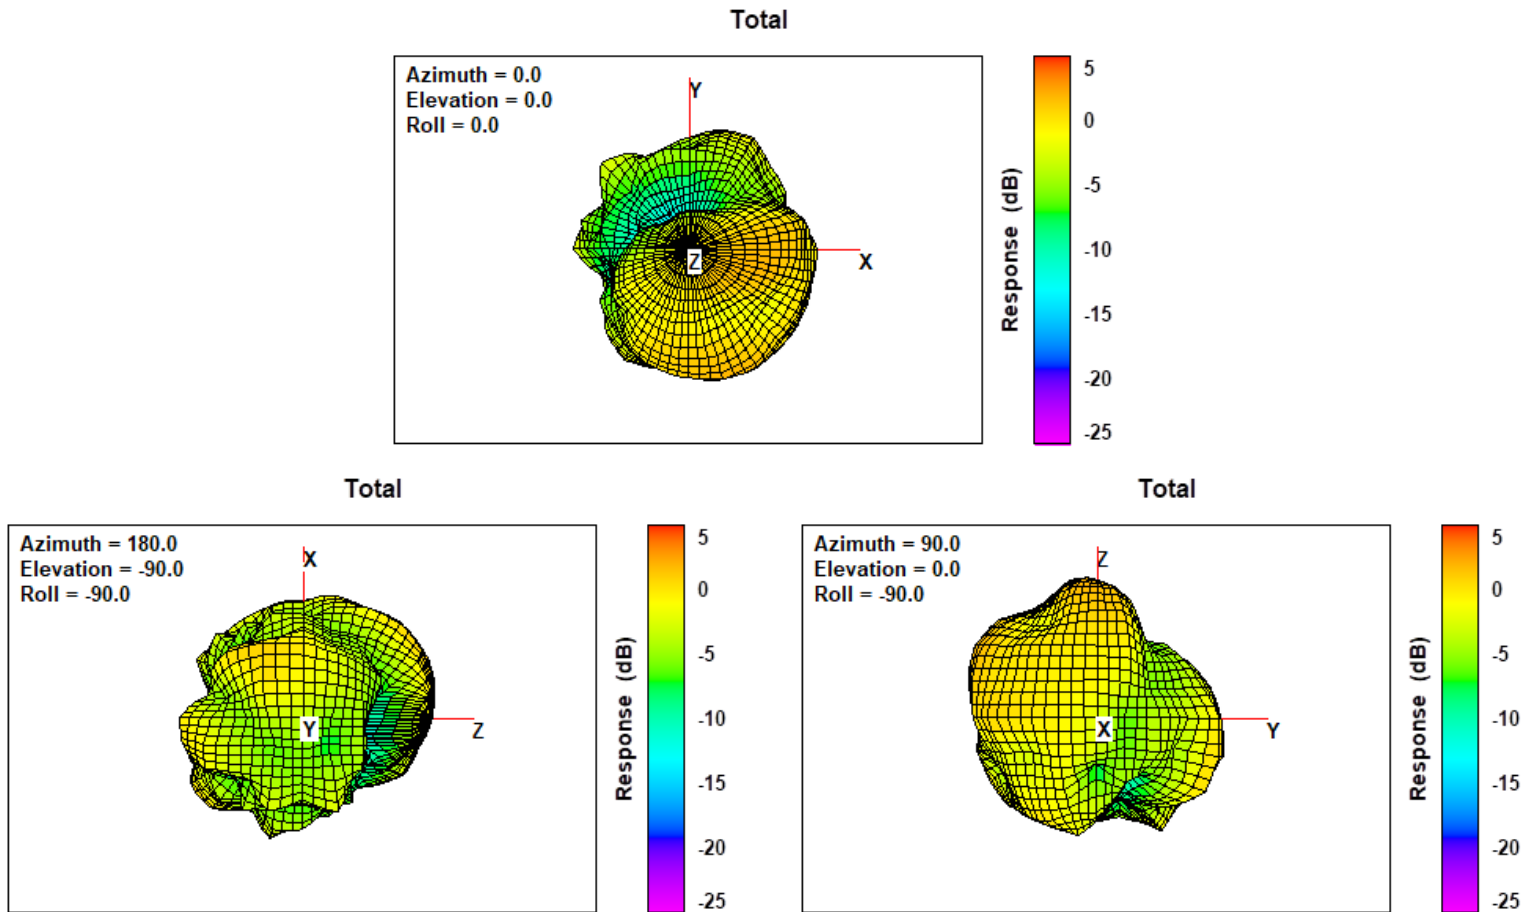 Total
Azimuth = 0.0
Elevation = 0.0
Roll = 0.0
Y
X
Z
Response (dB)
5
0
-5
-10
-15
-20
-25
Total
Azimuth = 180.0
Elevation = -90.0
Roll = -90.0
X
Y
Z
Response (dB)
5
0
-5
-10
-15
-20
-25
Total
Azimuth = 90.0
Elevation = 0.0
Roll = -90.0
Z
X
Y
Response (dB)
5
0
-5
-10
-15
-20
-25